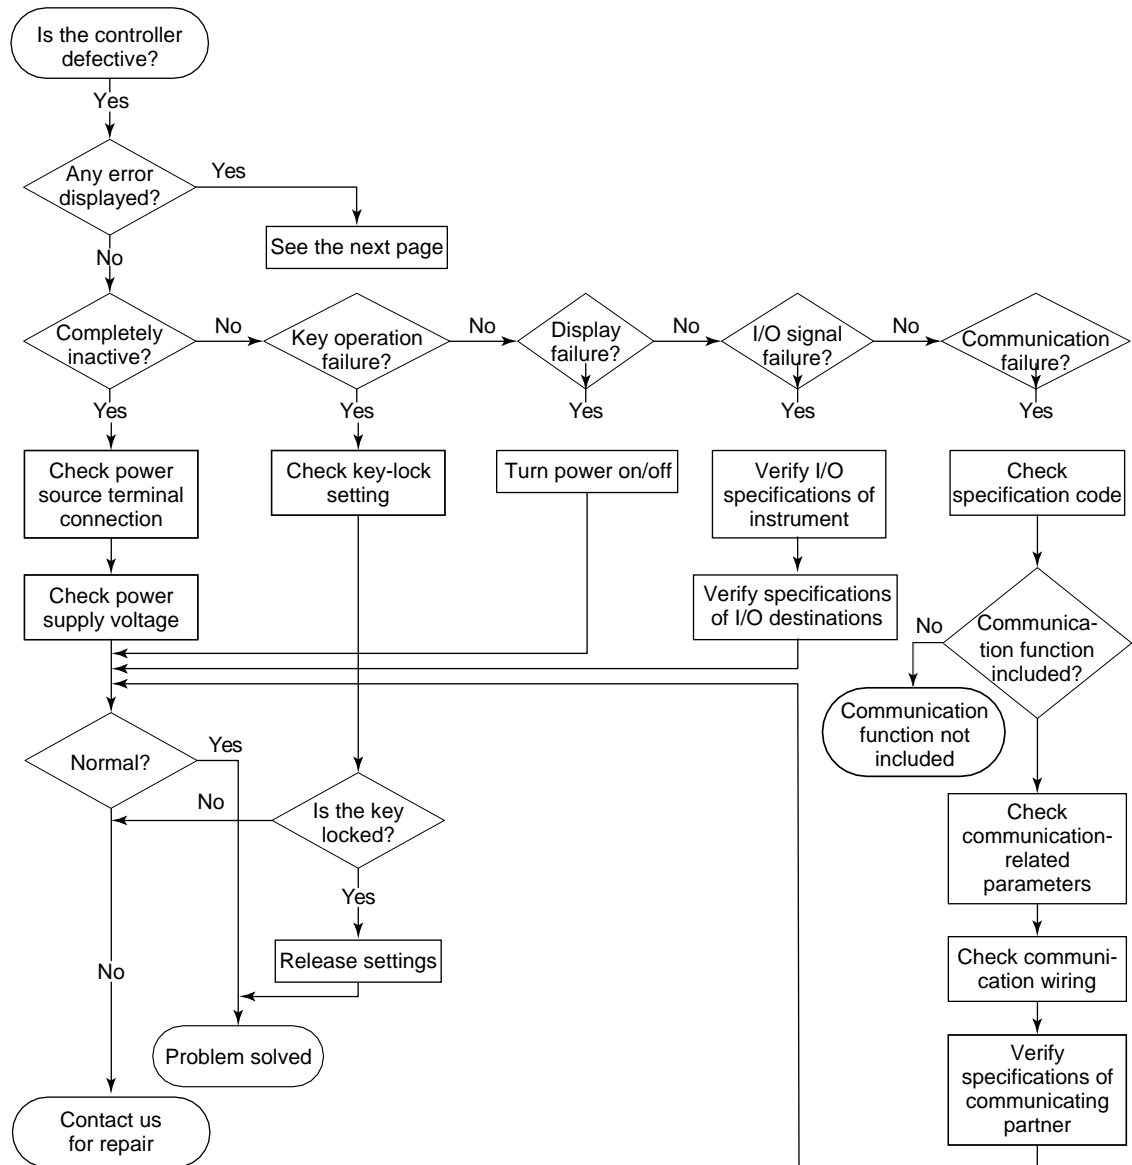 Is the controller
defective?
Yes
Any error
displayed?
Yes
See the next page
No
Completely
inactive?
No
Key operation
failure?
No
Display
failure?
No
I/O signal
failure?
No
Communication
failure?
Yes
Yes
Yes
Yes
Yes
Check power
source terminal
connection
Check key-lock
setting
Turn power on/off
Verify I/O
specifications of
instrument
Check
specification code
Check power
supply voltage
Verify specifications
of I/O destinations
No
Communica-
tion function
included?
Communication
function not
included
Normal?
Yes
No
Is the key
locked?
Yes
Check
communication-
related
parameters
Release settings
No
Check communi-
cation wiring
Problem solved
Verify
specifications of
communicating
partner
Contact us
for repair